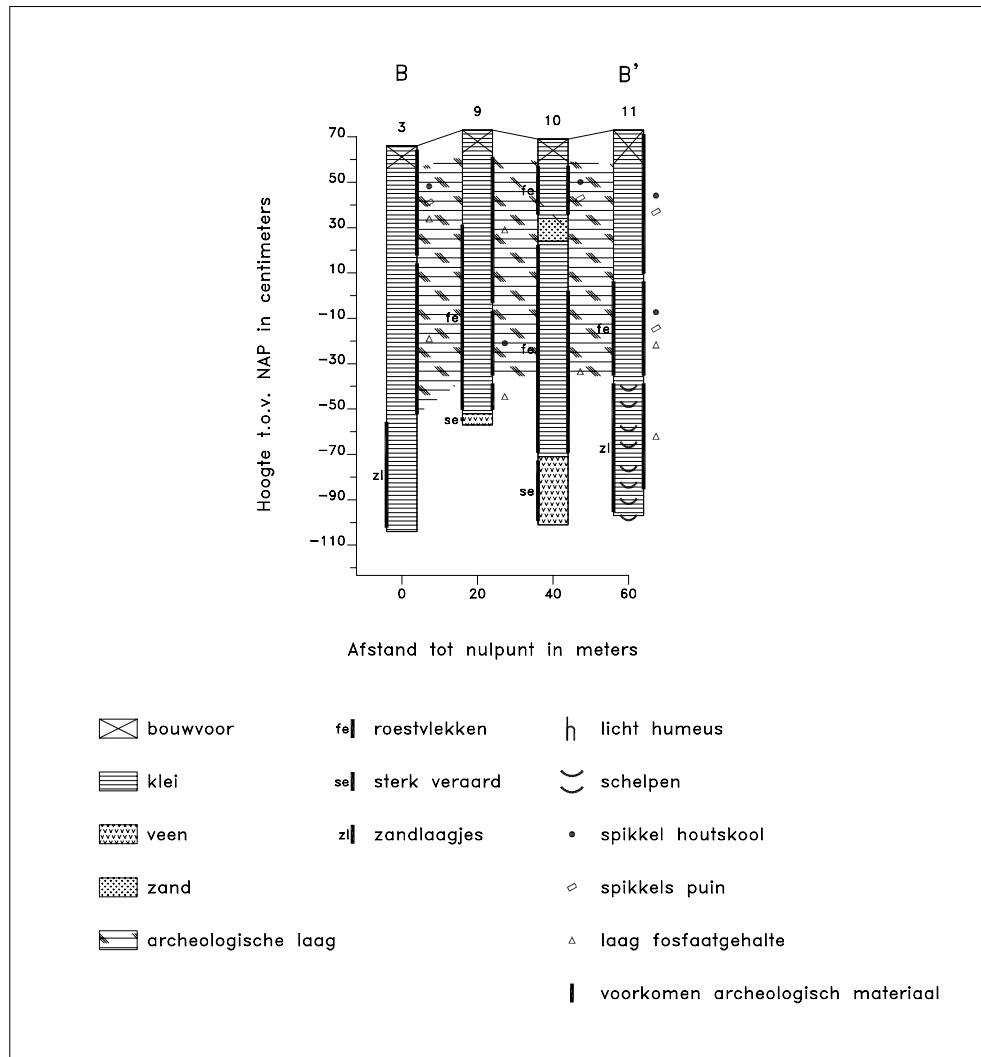 B B'
3 9 10 11
70
50
30
10
-10
-30
-50
-70
-90
-110
Hoogte t.o.v. NAP in centimeters
fe
fe
fe
fe
se
zl
zl
se
0 20 40 60
Afstand tot nulpunt in meters
bouwvoor
klei
veen
zand
archeologische laag
fe roestvlekken
se sterk veraard
zl zandlaagjes
h licht humeus
schelpen
spikkel houtskool
spikkels puin
laag fosfaatgehalte
voorkomen archeologisch materiaal